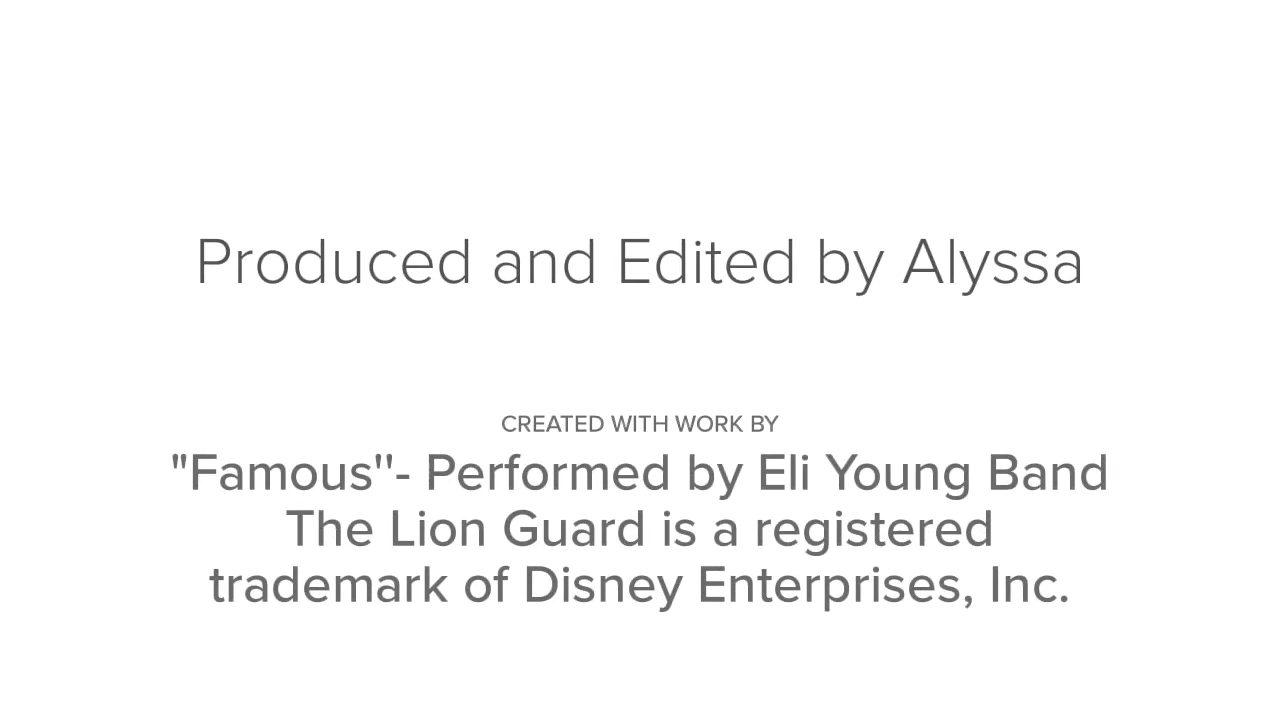 Produced and Edited by Alyssa
CREATED WITH WORK BY
"Famous''- Performed by Eli Young Band
The Lion Guard is a registered
trademark of Disney Enterprises, Inc.